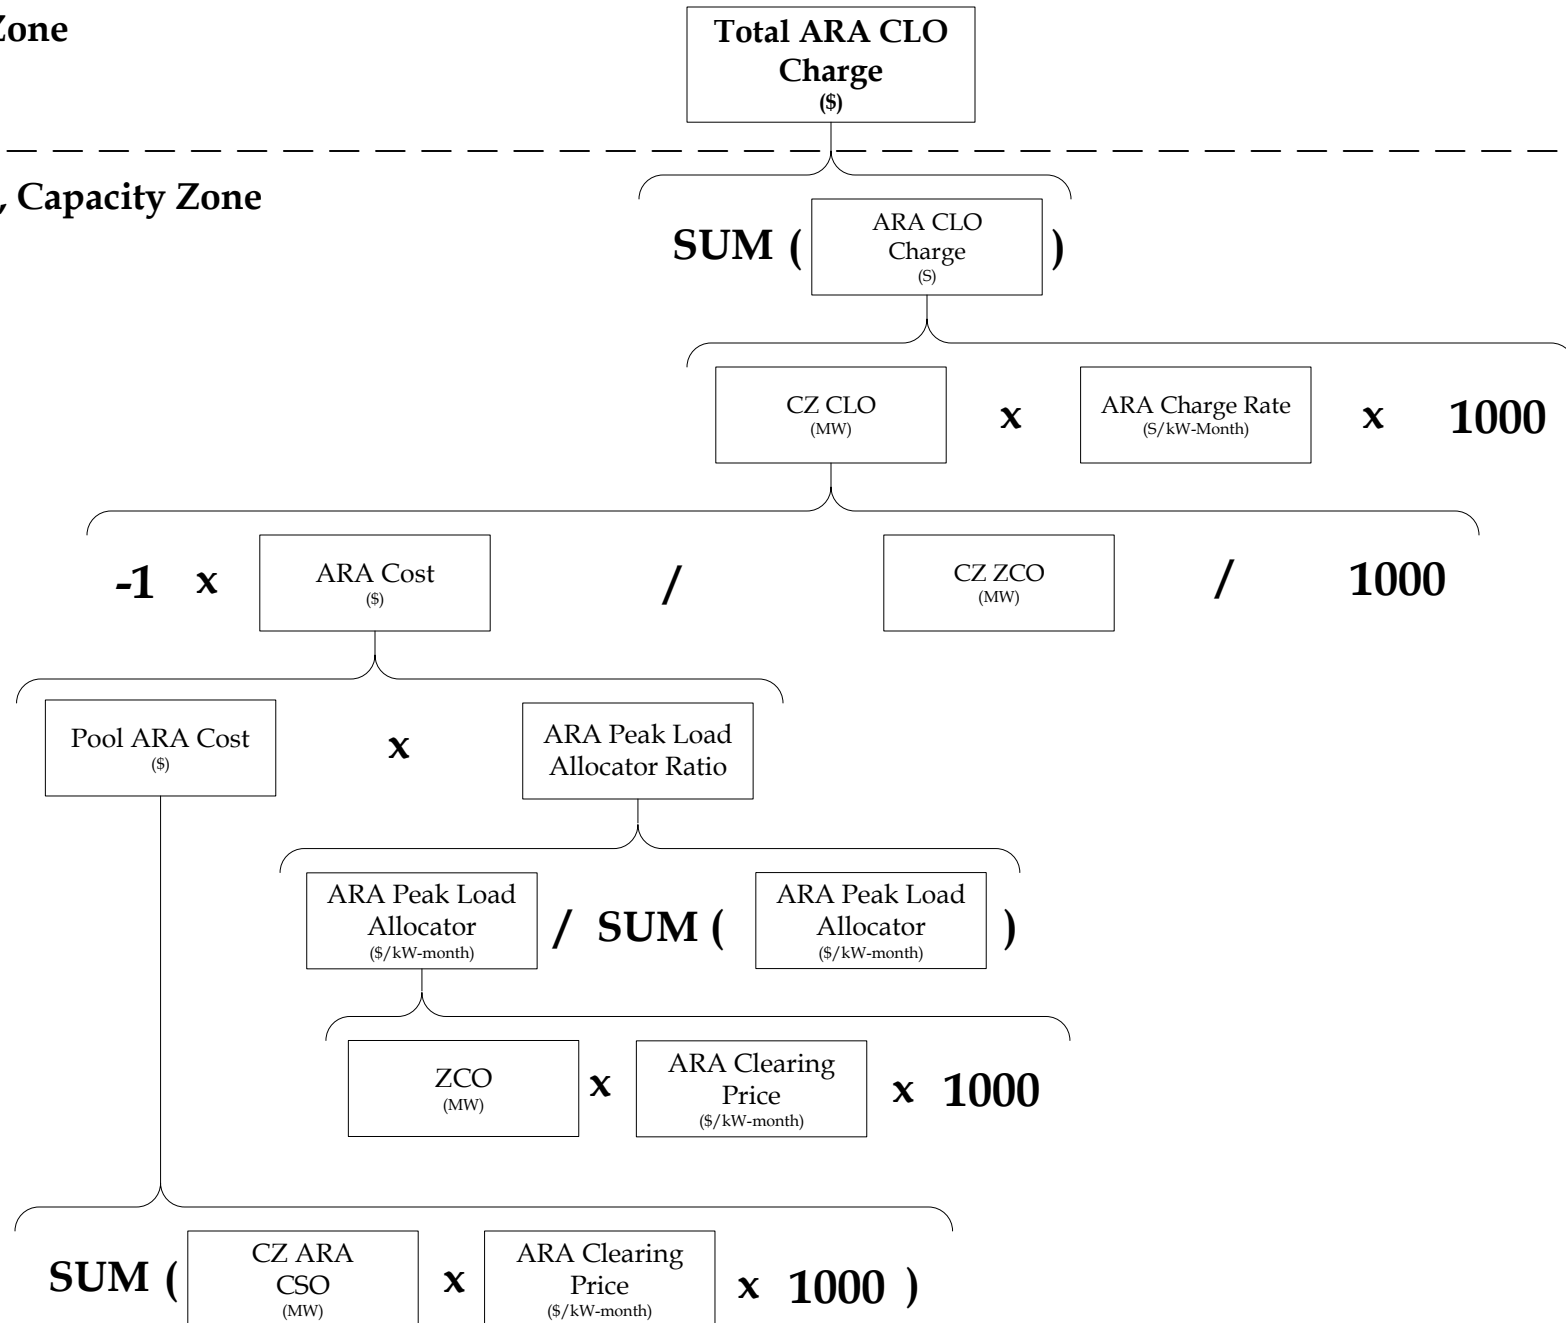 Zone
Total ARA CLO
Charge
($)
, Capacity Zone
SUM ( ARA CLO
Charge
(S) )
CZ CLO
(MW)
x
ARA Charge Rate
(S/kW-Month)
x 1000
-1 x
ARA Cost
($)
/
CZ ZCO
(MW)
/ 1000
Pool ARA Cost
($)
x
ARA Peak Load
Allocator Ratio
ARA Peak Load
Allocator
($/kW-month)
/ SUM (
ARA Peak Load
Allocator
($/kW-month)
)
ZCO
(MW)
x
ARA Clearing
Price
($/kW-month)
x 1000
SUM (
CZ ARA
CSO
(MW)
x
ARA Clearing
Price
($/kW-month)
x 1000 )